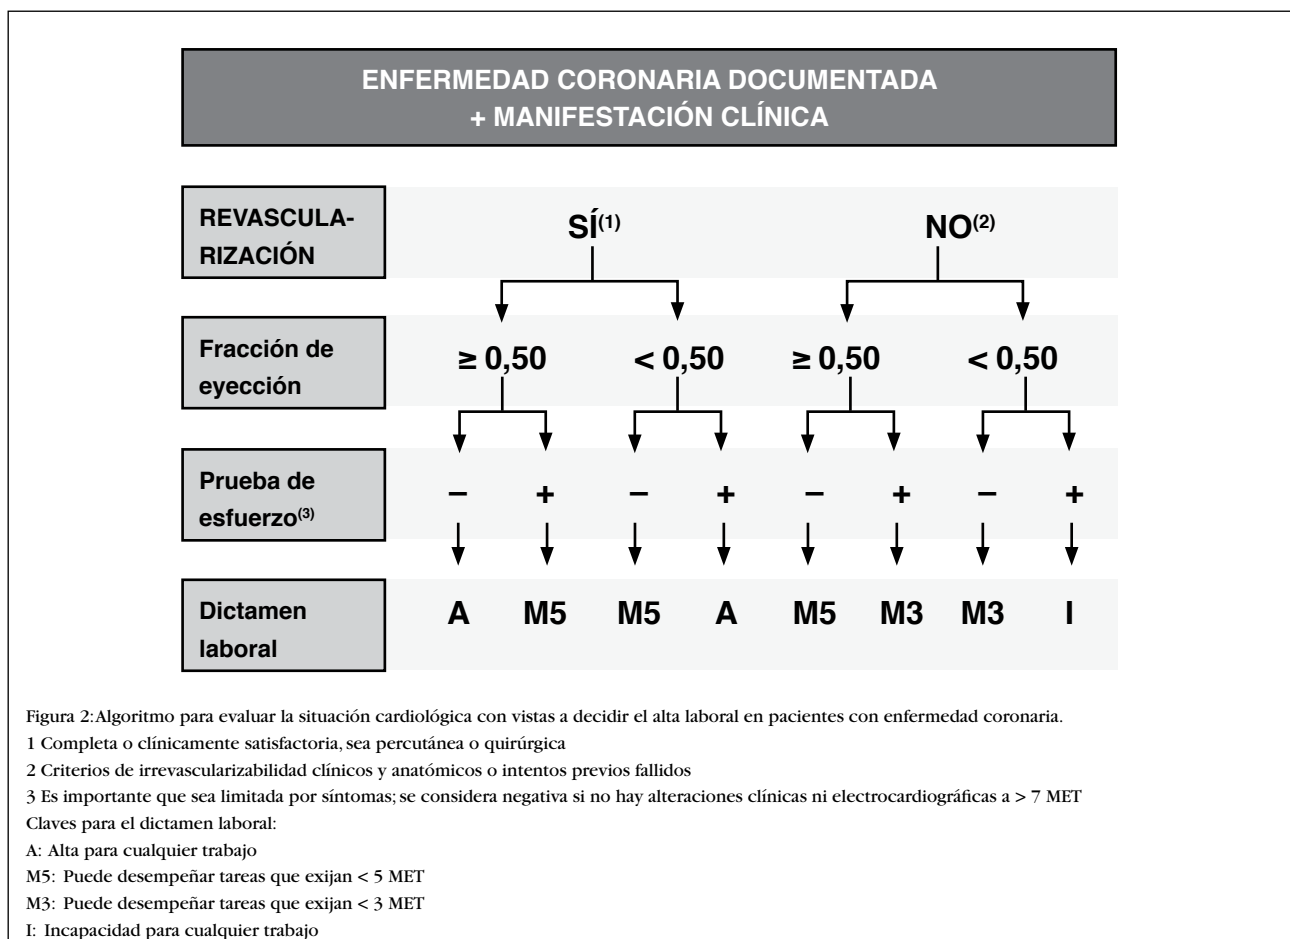 ENFERMEDAD CORONARIA DOCUMENTADA
+ MANIFESTACIÓN CLÍNICA
REVASCULA-
RIZACIÓN
SÍ(1) NO(2)
Fracción de
eyección
≥ 0,50 < 0,50 ≥ 0,50 < 0,50
Prueba de
esfuerzo(3)
– + – + – + – +
Dictamen
laboral
A M5 M5 A M5 M3 M3 I
Figura 2: Algoritmo para evaluar la situación cardiológica con vistas a decidir el alta laboral en pacientes con enfermedad coronaria.
1 Completa o clínicamente satisfactoria, sea percutánea o quirúrgica
2 Criterios de irrevascularizabilidad clínicos y anatómicos o intentos previos fallidos
3 Es importante que sea limitada por síntomas; se considera negativa si no hay alteraciones clínicas ni electrocardiográficas a > 7 MET
Claves para el dictamen laboral:
A: Alta para cualquier trabajo
M5: Puede desempeñar tareas que exijan < 5 MET
M3: Puede desempeñar tareas que exijan < 3 MET
I: Incapacidad para cualquier trabajo